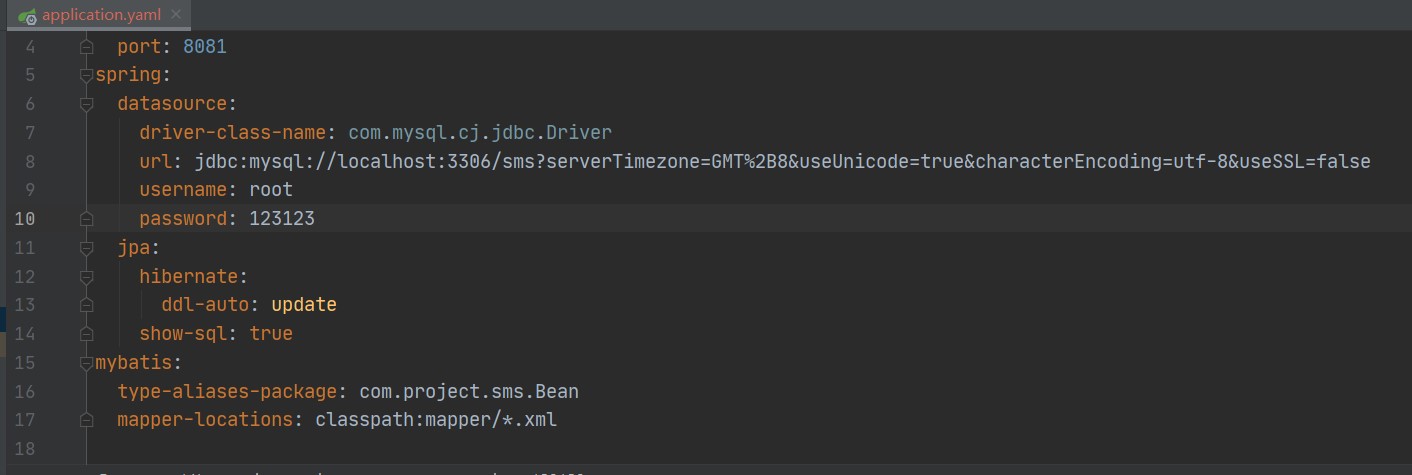 application.yaml
4 port: 8081
5 spring:
6 datasource:
7 driver-class-name: com.mysql.cj.jdbc.Driver
8 url: jdbc:mysql://localhost:3306/sms?serverTimezone=GMT%2B8&useUnicode=true&characterEncoding=utf-8&useSSL=false
9 username: root
10 password: 123123
11 jpa:
12 hibernate:
13 ddl-auto: update
14 show-sql: true
15 mybatis:
16 type-aliases-package: com.project.sms.Bean
17 mapper-locations: classpath:mapper/*.xml
18